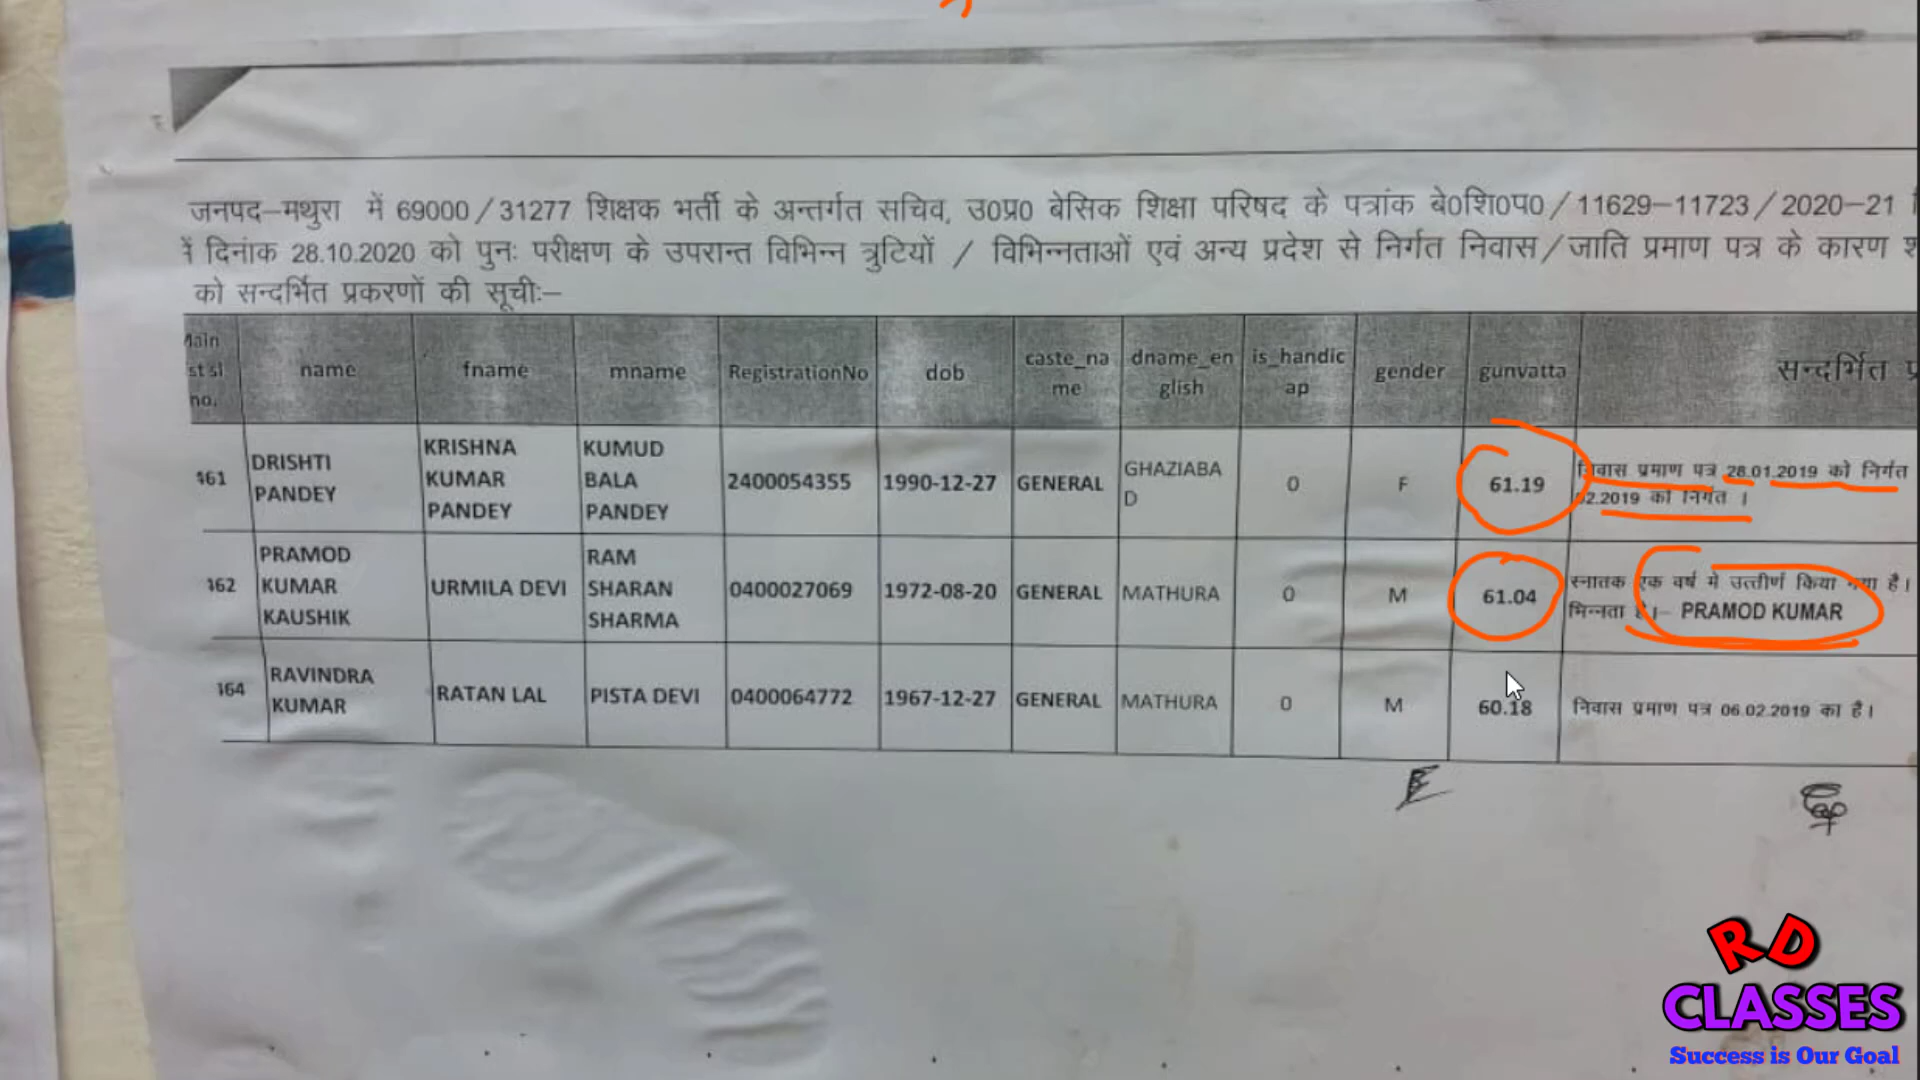 जनपद–मथुरा में 69000/31277 शिक्षक भर्ती के अन्तर्गत सचिव, उ0प्र0 बेसिक शिक्षा परिषद के पत्रांक बे0शि0प0/11629–11723/2020–21
दिनांक 28.10.2020 को पुनः परीक्षण के उपरान्त विभिन्न त्रुटियों / विभिन्नताओं एवं अन्य प्रदेश से निर्गत निवास/जाति प्रमाण पत्र के कारण
को सन्दर्भित प्रकरणों की सूचीः–
st sl no. name fname mname RegistrationNo dob caste_name dname_english is_handicap gender gunvatta सन्दर्भित
DRISHTI PANDEY KRISHNA KUMAR PANDEY KUMUD BALA PANDEY 2400054355 1990-12-27 GENERAL GHAZIABAD 0 F 61.19 निवास प्रमाण पत्र 28.01.2019 को निर्गत
02.2019 को निर्गत ।
PRAMOD KUMAR KAUSHIK URMILA DEVI RAM SHARAN SHARMA 0400027069 1972-08-20 GENERAL MATHURA 0 M 61.04 स्नातक एक वर्ष में उत्तीर्ण किया गया है।
भिन्नता है।– PRAMOD KUMAR
RAVINDRA KUMAR RATAN LAL PISTA DEVI 0400064772 1967-12-27 GENERAL MATHURA 0 M 60.18 निवास प्रमाण पत्र 06.02.2019 का है।
RD
CLASSES
Success is Our Goal